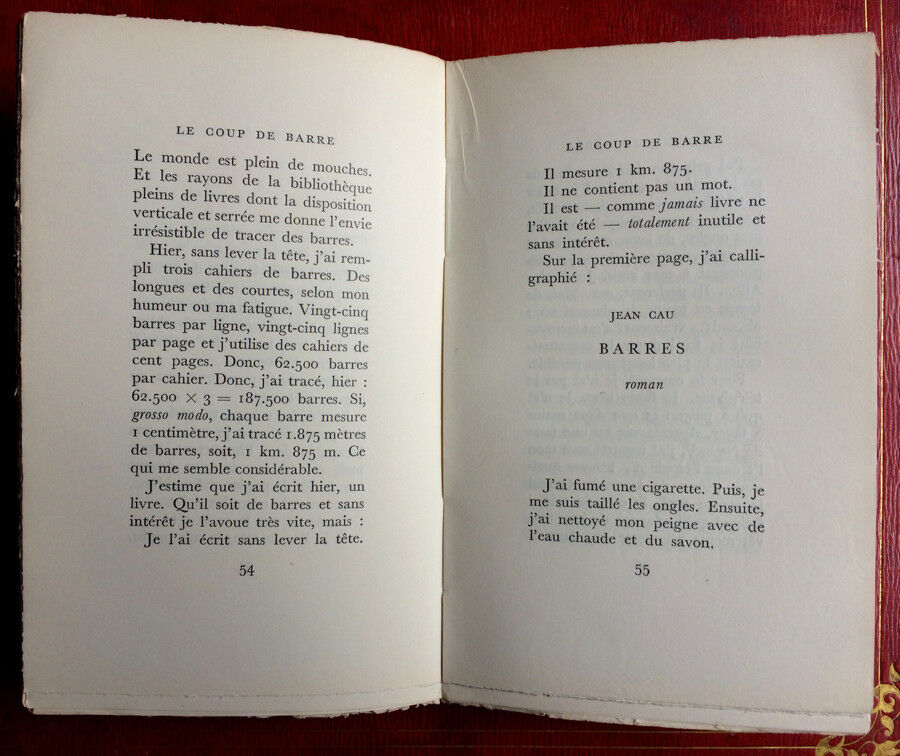 LE COUP DE BARRE
Le monde est plein de mouches.
Et les rayons de la bibliothèque
pleins de livres dont la disposition
verticale et serrée me donne l'envie
irrésistible de tracer des barres.
Hier, sans lever la tête, j'ai rem-
pli trois cahiers de barres. Des
longues et des courtes, selon mon
humeur ou ma fatigue. Vingt-cinq
barres par ligne, vingt-cinq lignes
par page et j'utilise des cahiers de
cent pages. Donc, 62.500 barres
par cahier. Donc, j'ai tracé, hier :
62.500 × 3 = 187.500 barres. Si,
grosso modo, chaque barre mesure
1 centimètre, j'ai tracé 1.875 mètres
de barres, soit, 1 km. 875 m. Ce
qui me semble considérable.
J'estime que j'ai écrit hier, un
livre. Qu'il soit de barres et sans
intérêt je l'avoue très vite, mais :
Je l'ai écrit sans lever la tête.
54
LE COUP DE BARRE
Il mesure 1 km. 875.
Il ne contient pas un mot.
Il est — comme jamais livre ne
l'avait été — totalement inutile et
sans intérêt.
Sur la première page, j'ai calli-
graphié :
JEAN CAU
BARRES
roman
J'ai fumé une cigarette. Puis, je
me suis taillé les ongles. Ensuite,
j'ai nettoyé mon peigne avec de
l'eau chaude et du savon.
55